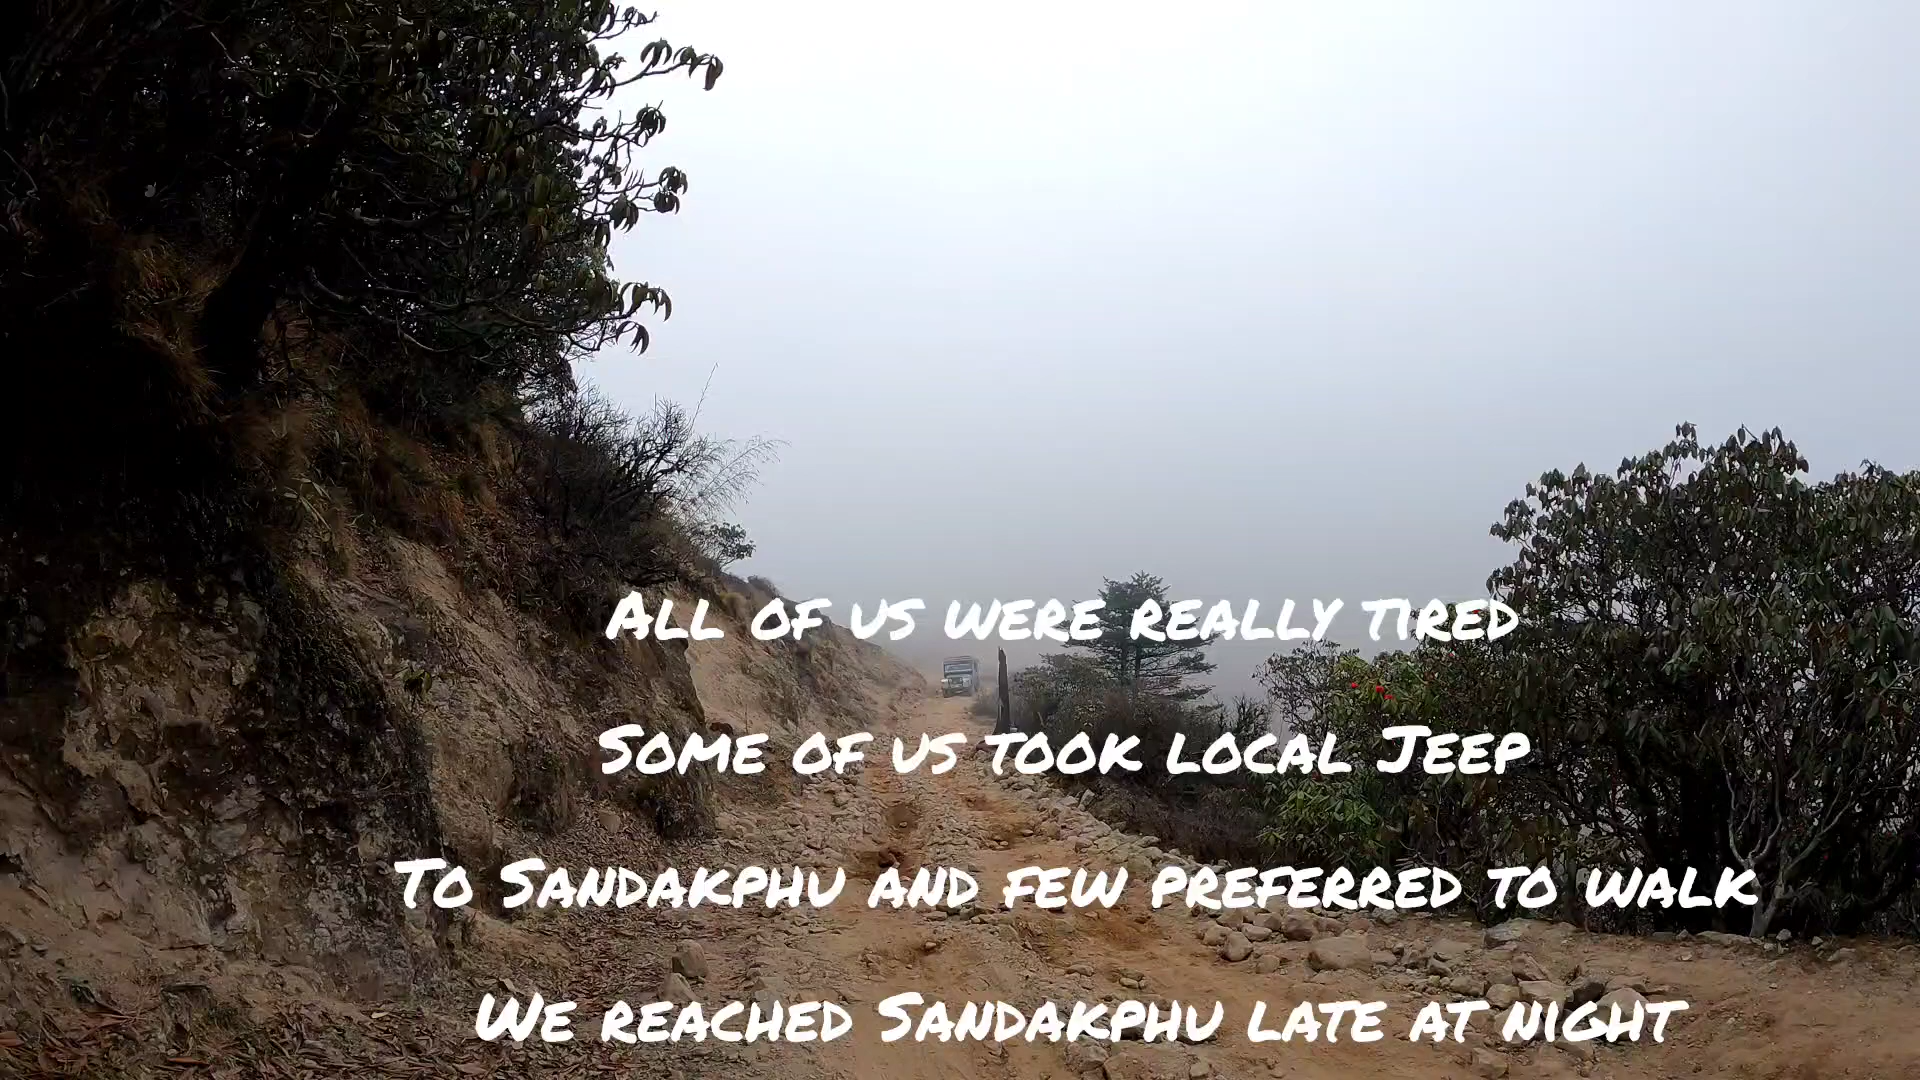 All of us were really tired
Some of us took local Jeep
To Sandakphu and few preferred to walk
We reached Sandakphu late at night